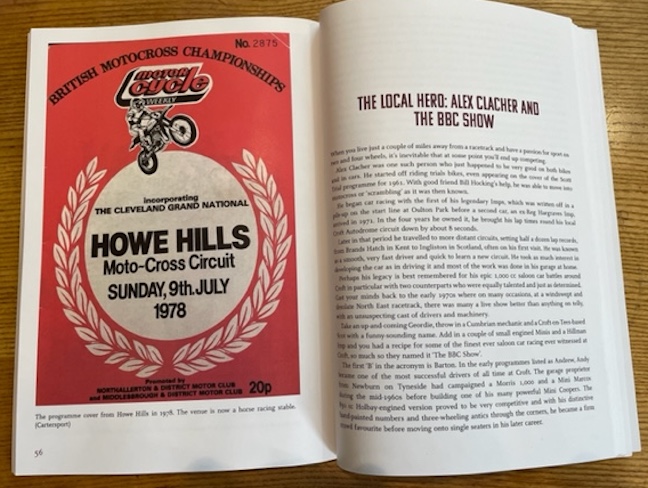 No. 2875
BRITISH MOTOCROSS CHAMPIONSHIPS
motor
cycle
WEEKLY
incorporating
THE CLEVELAND GRAND NATIONAL
HOWE HILLS
Moto-Cross Circuit
SUNDAY, 9th. JULY
1978
Promoted by
NORTHALLERTON & DISTRICT MOTOR CLUB
and MIDDLESBROUGH & DISTRICT MOTOR CLUB
20p
The programme cover from Howe Hills in 1978. The venue is now a horse racing stable.
(Cartersport)
56
THE LOCAL HERO: ALEX CLACHER AND
THE BBC SHOW
When you live just a couple of miles away from a racetrack and have a passion for sport on
two and four wheels, it's inevitable that at some point you'll end up competing.
Alex Clacher was one such person who just happened to be very good on both bikes
and in cars. He started off riding trials bikes, even appearing on the cover of the Scott
Trial programme for 1961. With good friend Bill Hocking's help, he was able to move into
motocross or 'scrambling' as it was then known.
He began car racing with the first of his legendary Imps, which was written off in a
pile-up on the start line at Oulton Park before a second car, an ex-Reg Hargraves Imp,
arrived in 1971. In the four years he owned it, he brought his lap times round his local
Croft Autodrome circuit down by about 8 seconds.
Later in that period he travelled to more distant circuits, setting half a dozen lap records,
from Brands Hatch in Kent to Ingliston in Scotland, often on his first visit. He was known
as a smooth, very fast driver and quick to learn a new circuit. He took as much interest in
developing the car as in driving it and most of the work was done in his garage at home.
Perhaps his legacy is best remembered for his epic 1,000 cc saloon car battles around
Croft in particular with two counterparts who were equally talented and just as determined.
Cast your minds back to the early 1970s where on many occasions, at a windswept and
desolate North East racetrack, there was many a live show better than anything on telly,
with an unsuspecting cast of drivers and machinery.
Take an up-and-coming Geordie, throw in a Cumbrian mechanic and a Croft on Tees-based
driver with a funny-sounding name. Add in a couple of small engined Minis and a Hillman
Imp and you had a recipe for some of the finest ever saloon car racing ever witnessed at
Croft, so much so they named it 'The BBC Show'.
The first 'B' in the acronym is Barton. In the early programmes listed as Andrew, Andy
became one of the most successful drivers of all time at Croft. The garage proprietor
from Newburn on Tyneside had campaigned a Morris 1,000 and a Mini Marcos
during the mid-1960s before building one of his many powerful Mini Coopers. The
Holbay-engined version proved to be very competitive and with his distinctive
hand-painted numbers and three-wheeling antics through the corners, he became a firm
crowd favourite before moving onto single seaters in his later career.